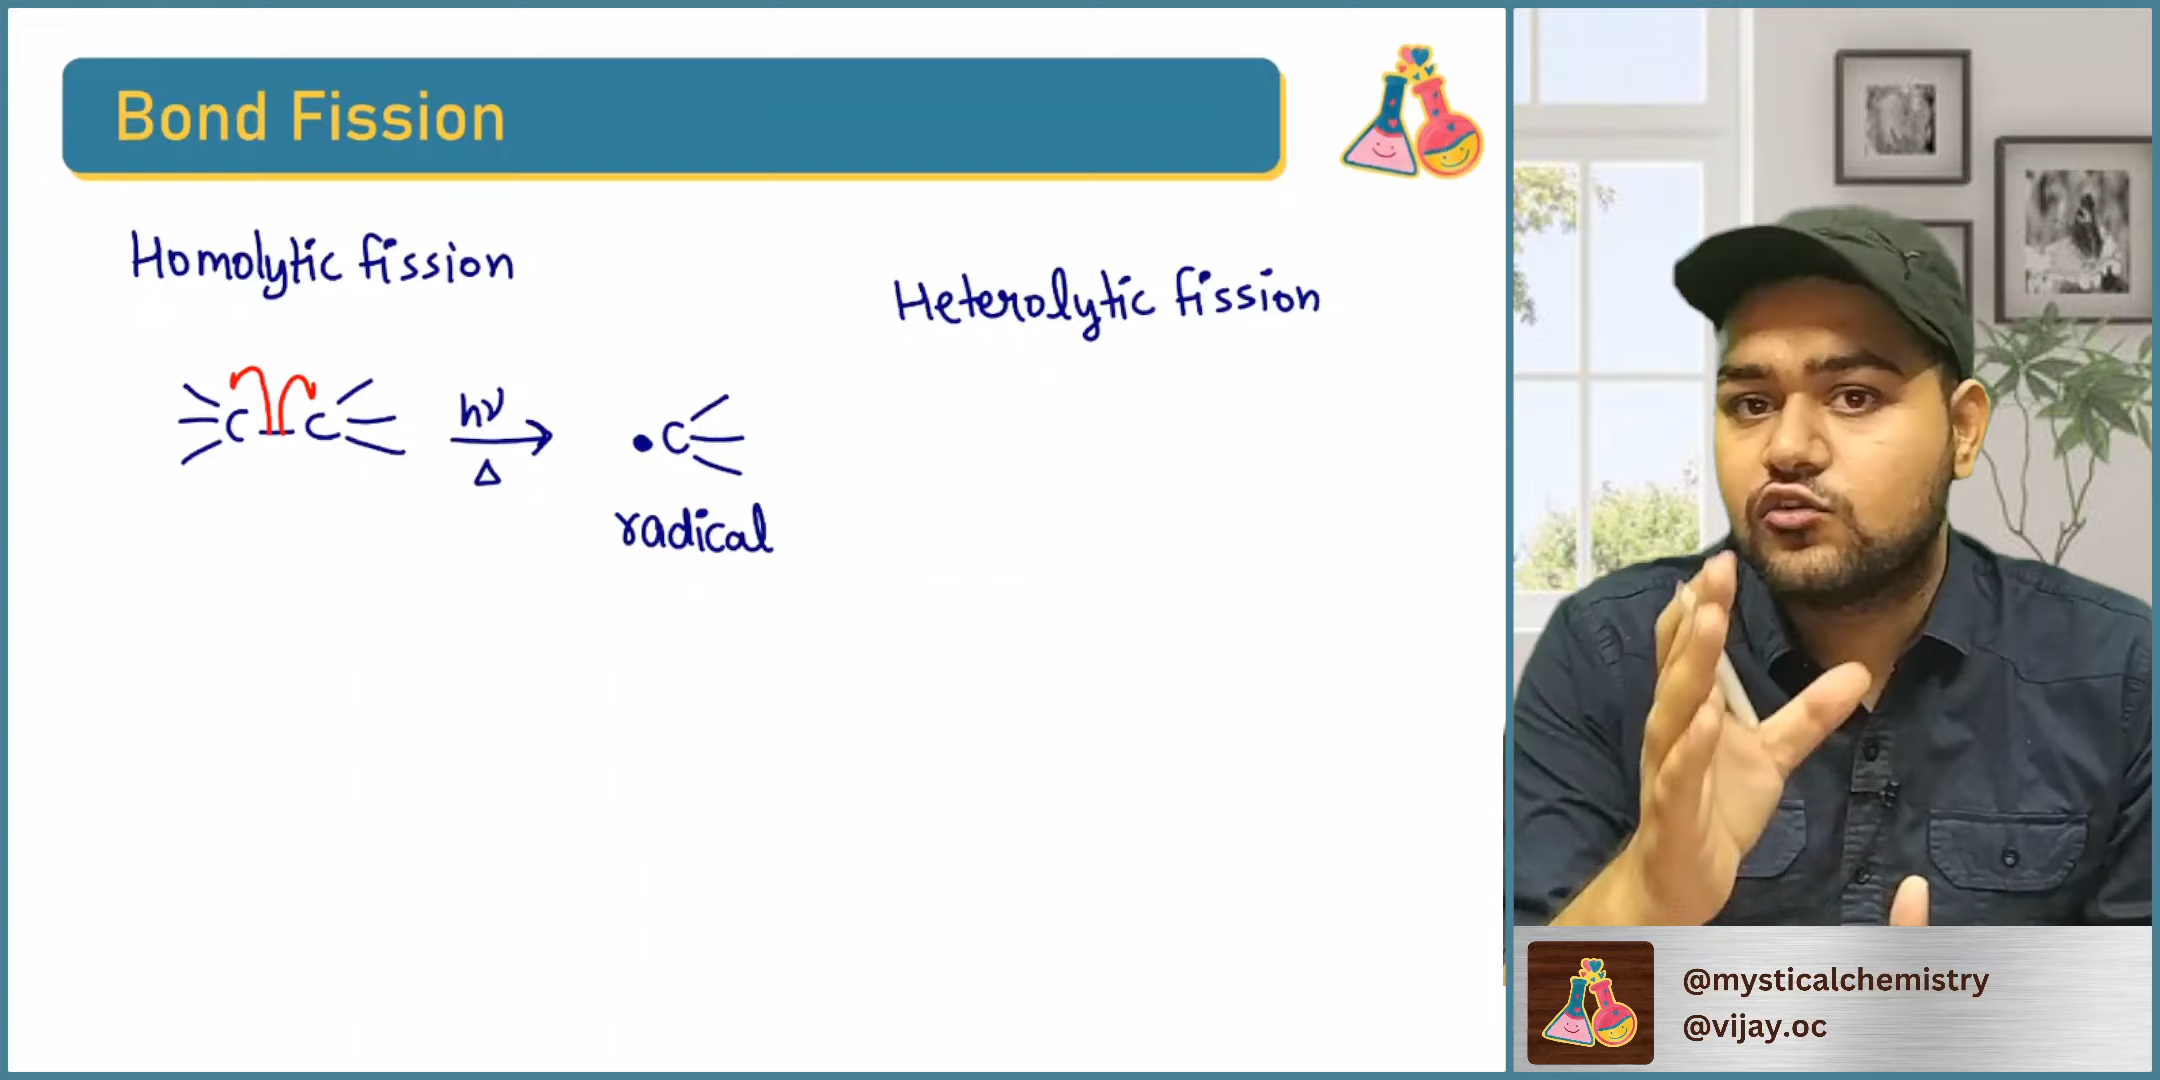 Bond Fission
Homolytic fission
Heterolytic fission
C C hν Δ •C
radical
@mysticalchemistry
@vijay.oc